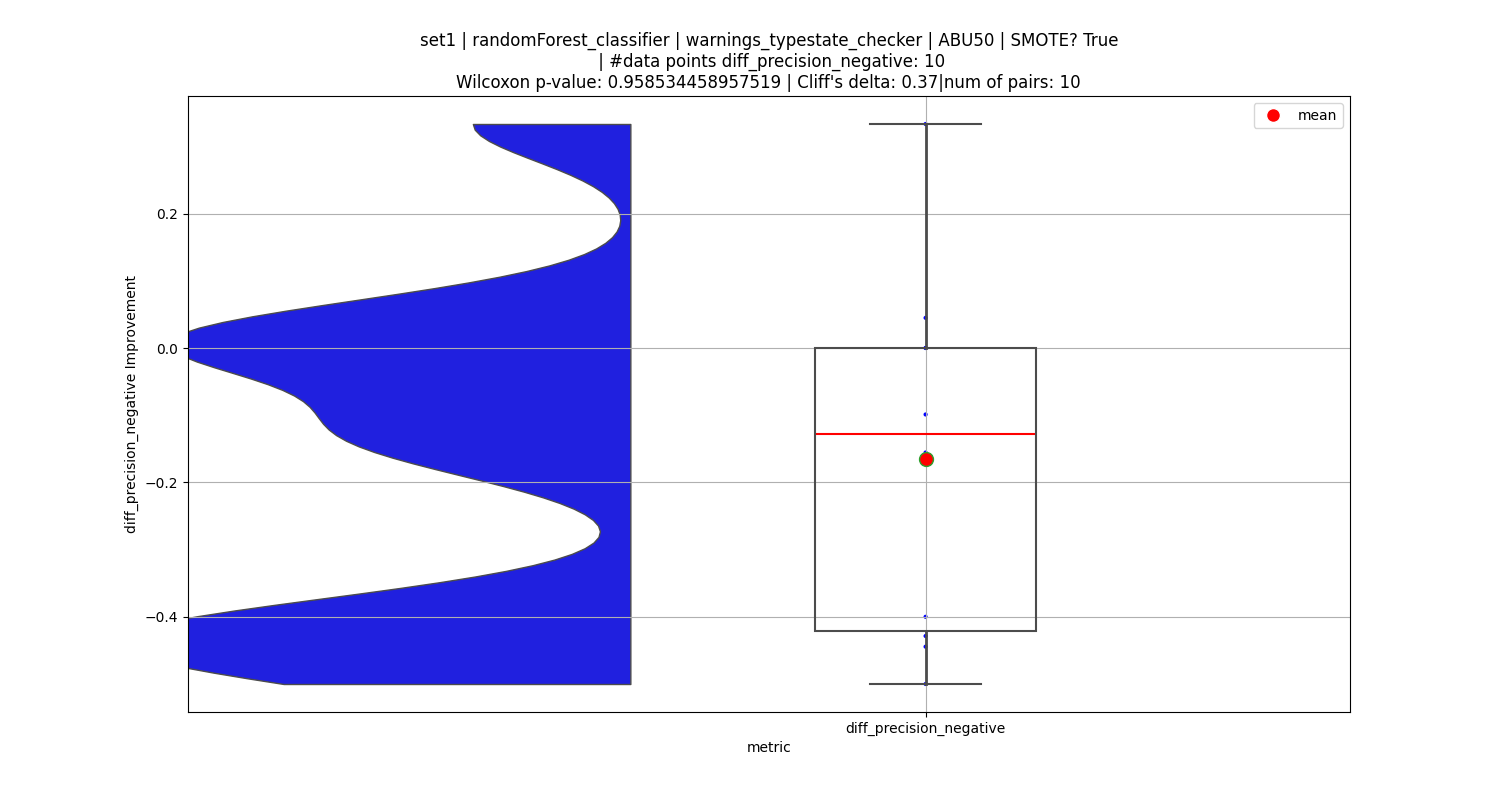 set1 | randomForest_classifier | warnings_typestate_checker | ABU50 | SMOTE? True
| #data points diff_precision_negative: 10
Wilcoxon p-value: 0.958534458957519 | Cliff's delta: 0.37|num of pairs: 10
mean
0.2
0.0
−0.2
−0.4
diff_precision_negative Improvement
diff_precision_negative
metric